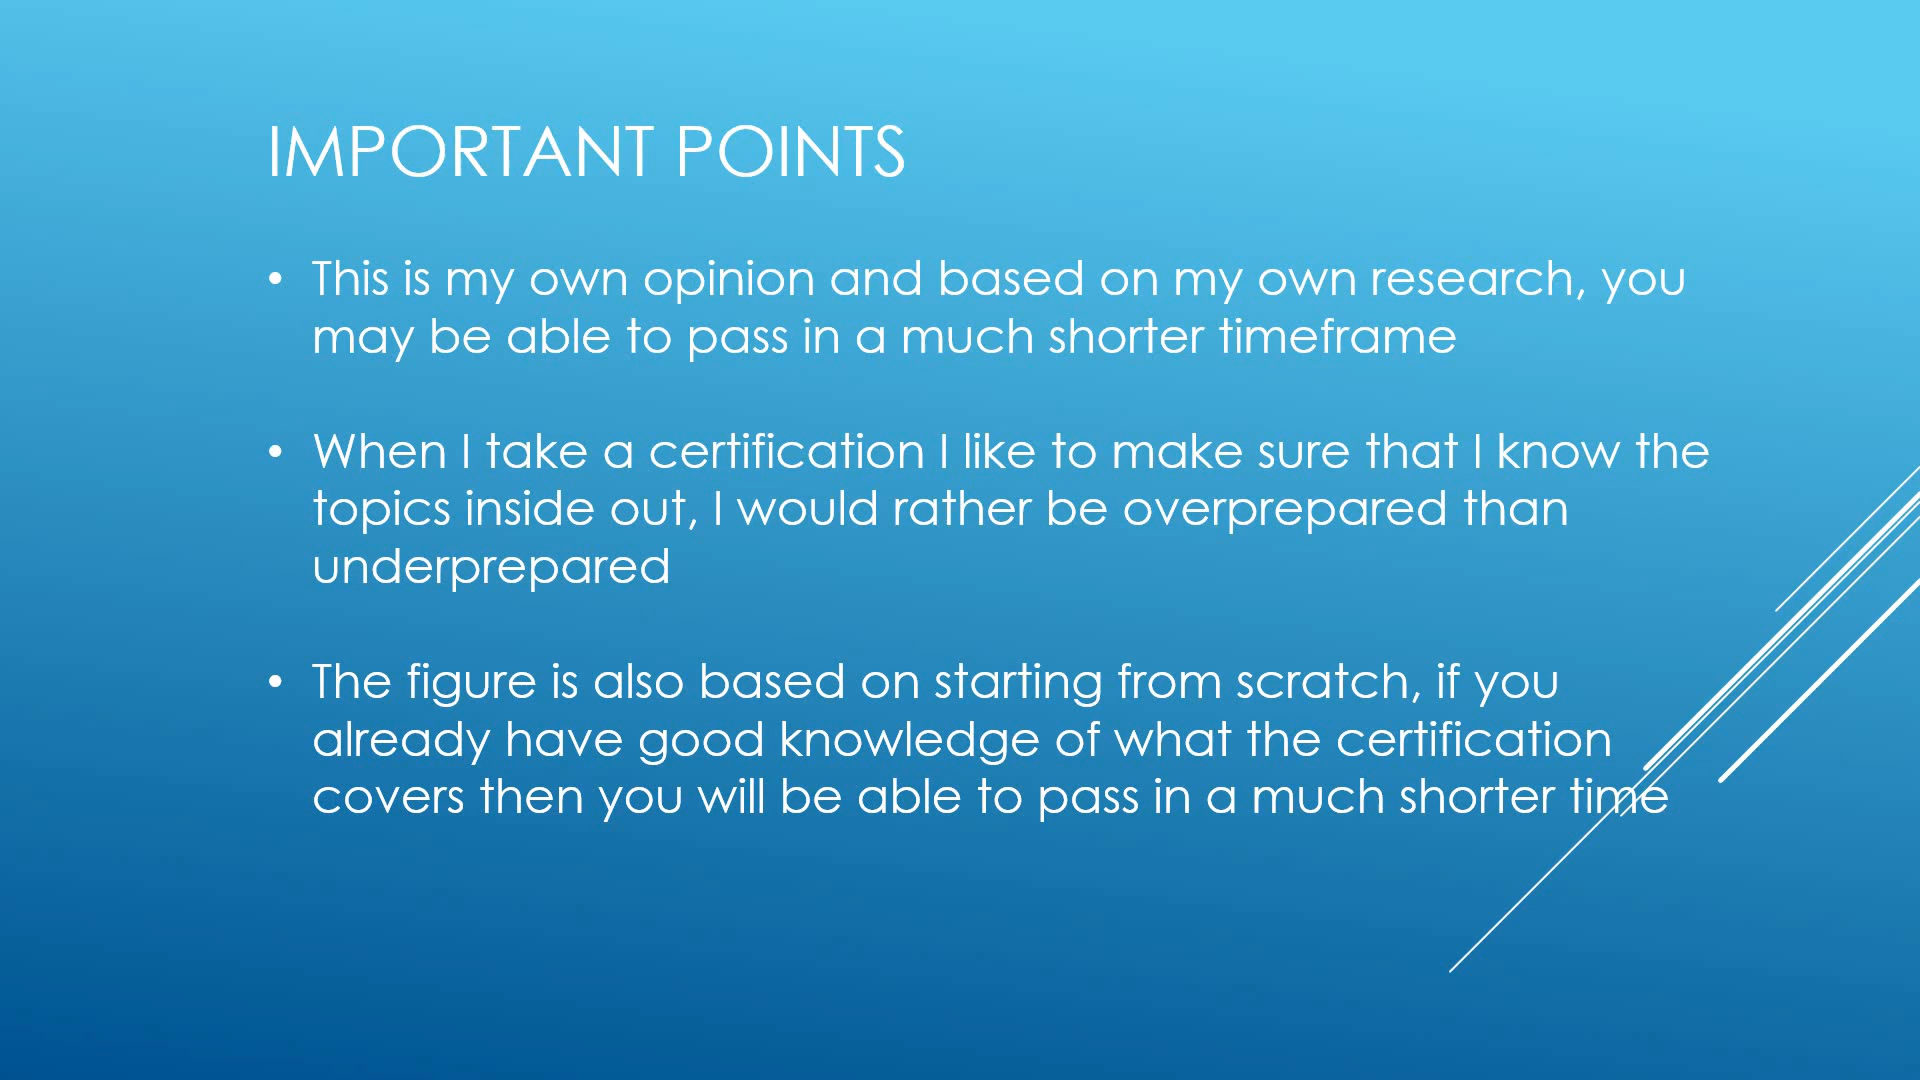 IMPORTANT POINTS
• This is my own opinion and based on my own research, you
may be able to pass in a much shorter timeframe
• When I take a certification I like to make sure that I know the
topics inside out, I would rather be overprepared than
underprepared
• The figure is also based on starting from scratch, if you
already have good knowledge of what the certification
covers then you will be able to pass in a much shorter time